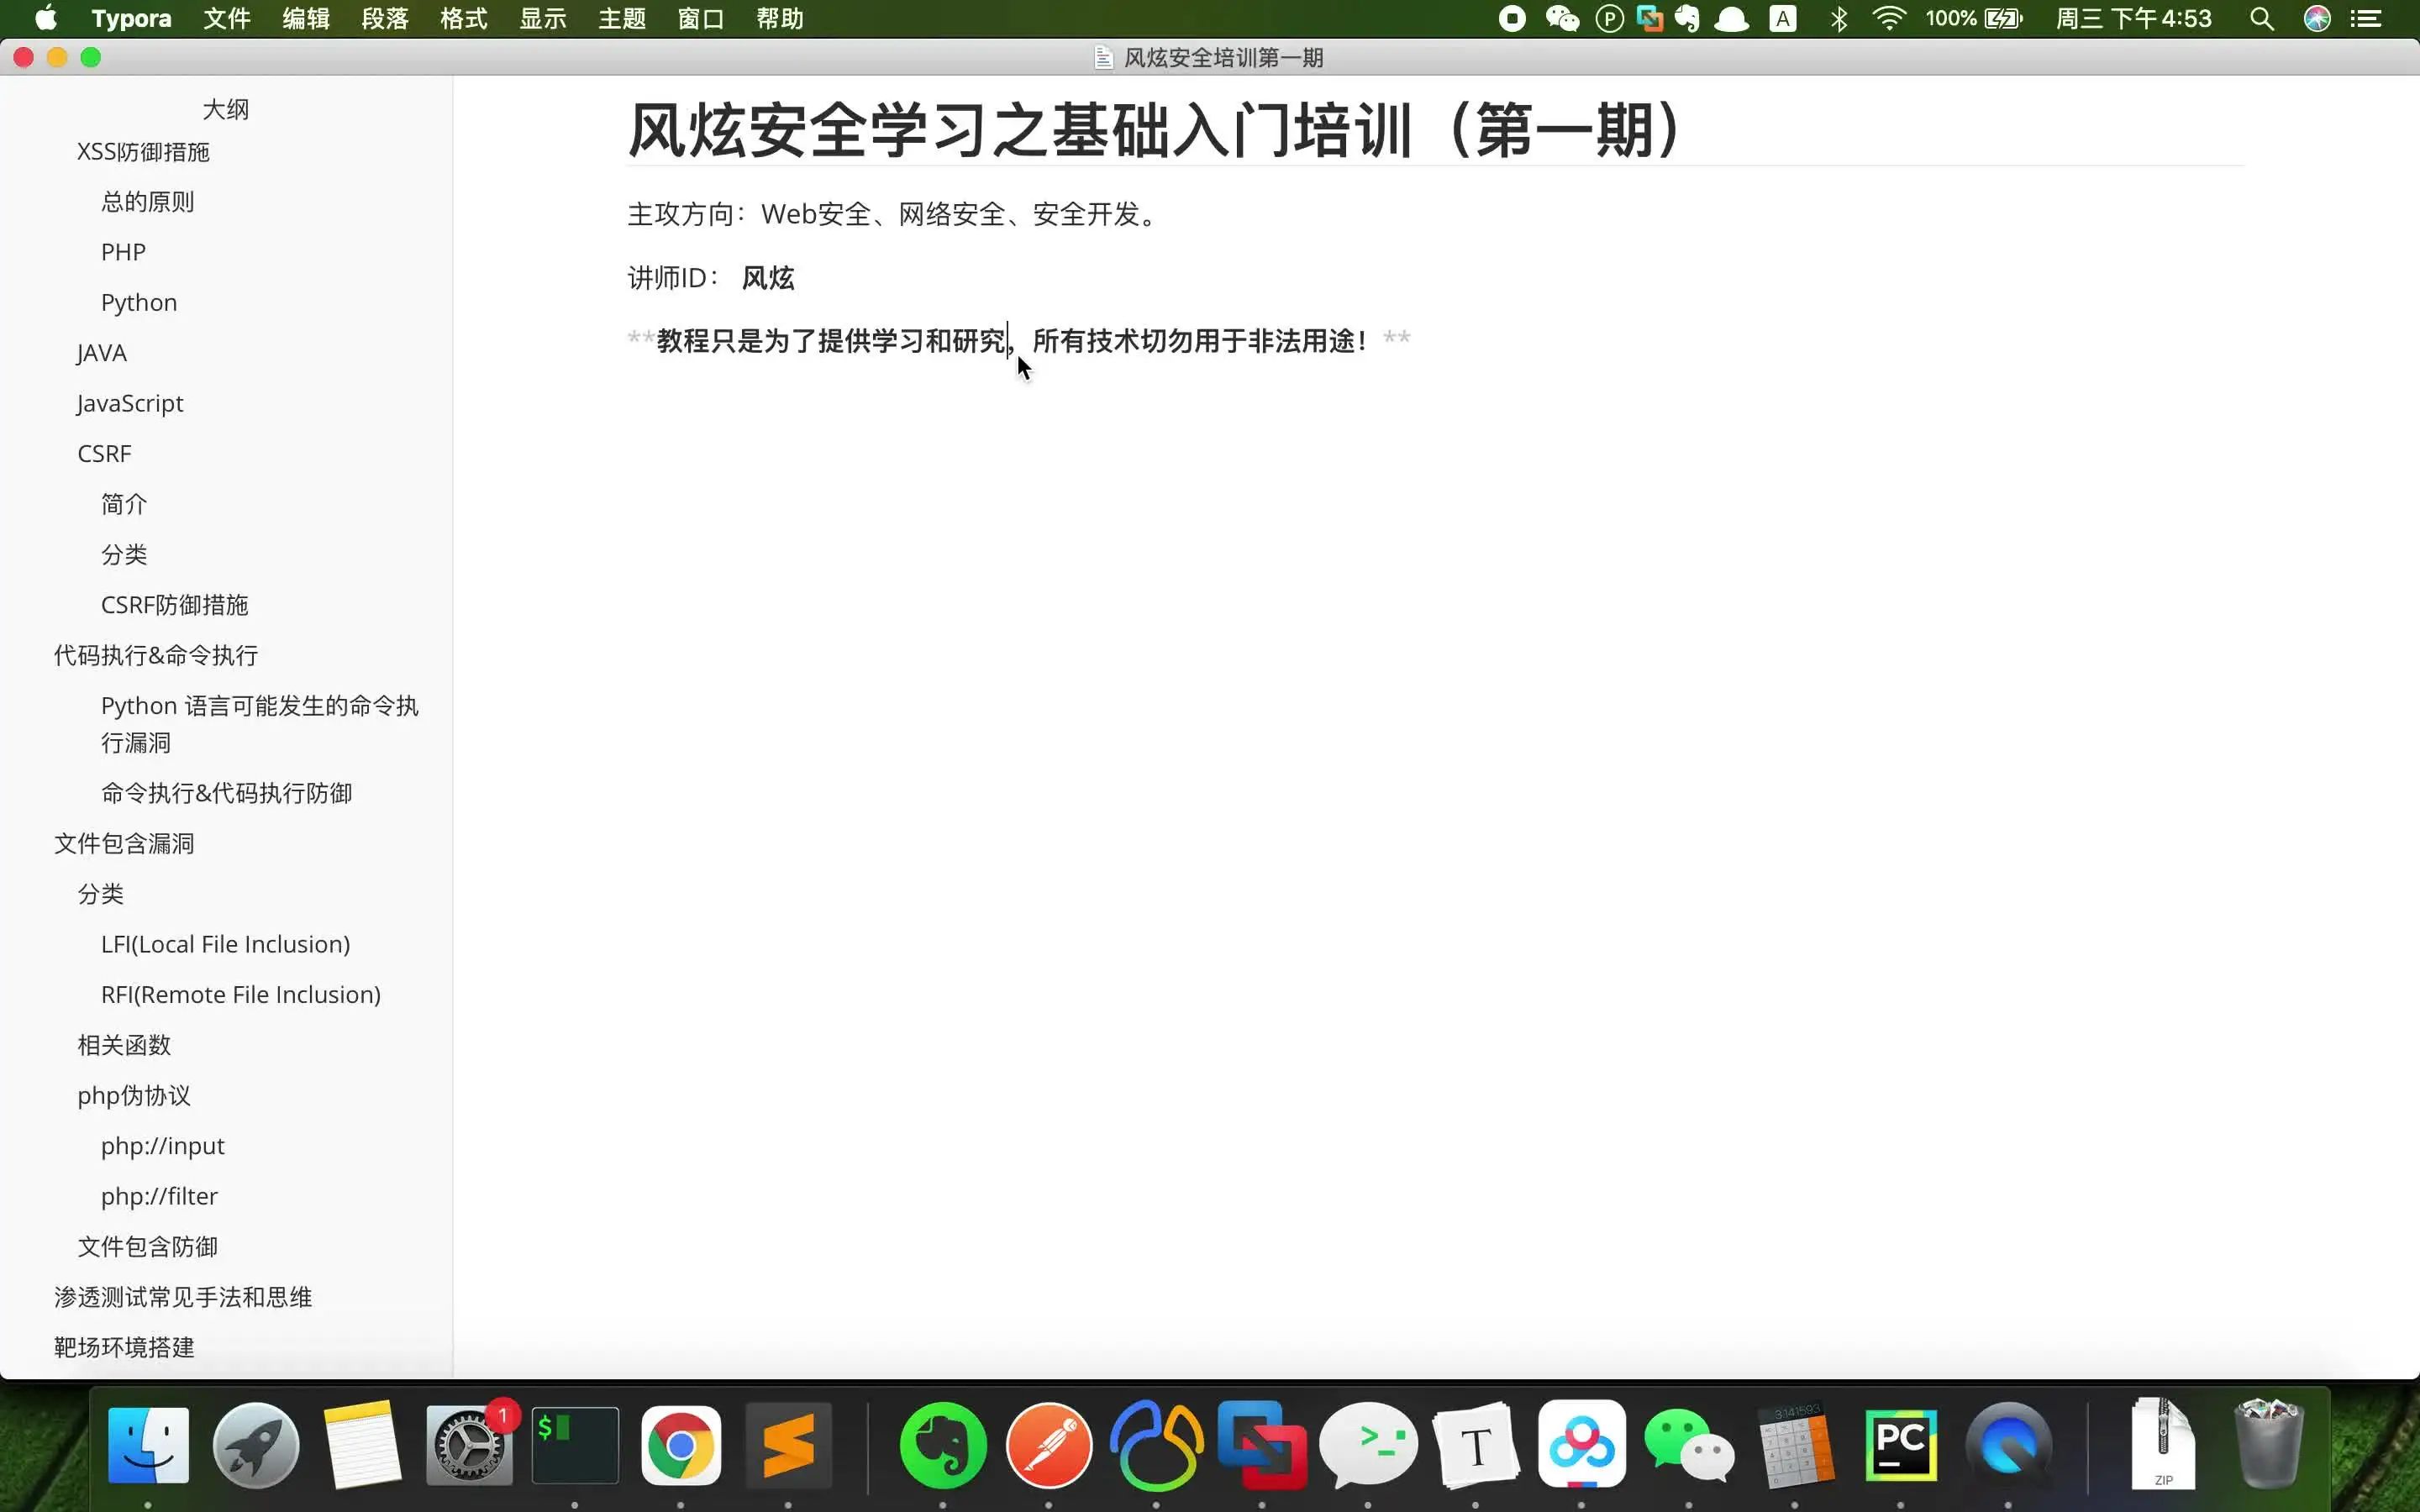 Typora 文件 编辑 段落 格式 显示 主题 窗口 帮助 P A 100% 周三 下午4:53
风炫安全培训第一期
大纲
XSS防御措施
总的原则
PHP
Python
JAVA
JavaScript
CSRF
简介
分类
CSRF防御措施
代码执行&命令执行
Python 语言可能发生的命令执
行漏洞
命令执行&代码执行防御
文件包含漏洞
分类
LFI(Local File Inclusion)
RFI(Remote File Inclusion)
相关函数
php伪协议
php://input
php://filter
文件包含防御
渗透测试常见手法和思维
靶场环境搭建
风炫安全学习之基础入门培训（第一期）
主攻方向：Web安全、网络安全、安全开发。
讲师ID： 风炫
**教程只是为了提供学习和研究，所有技术切勿用于非法用途！**
1
$
>_:
T
3.141593
PC
ZIP